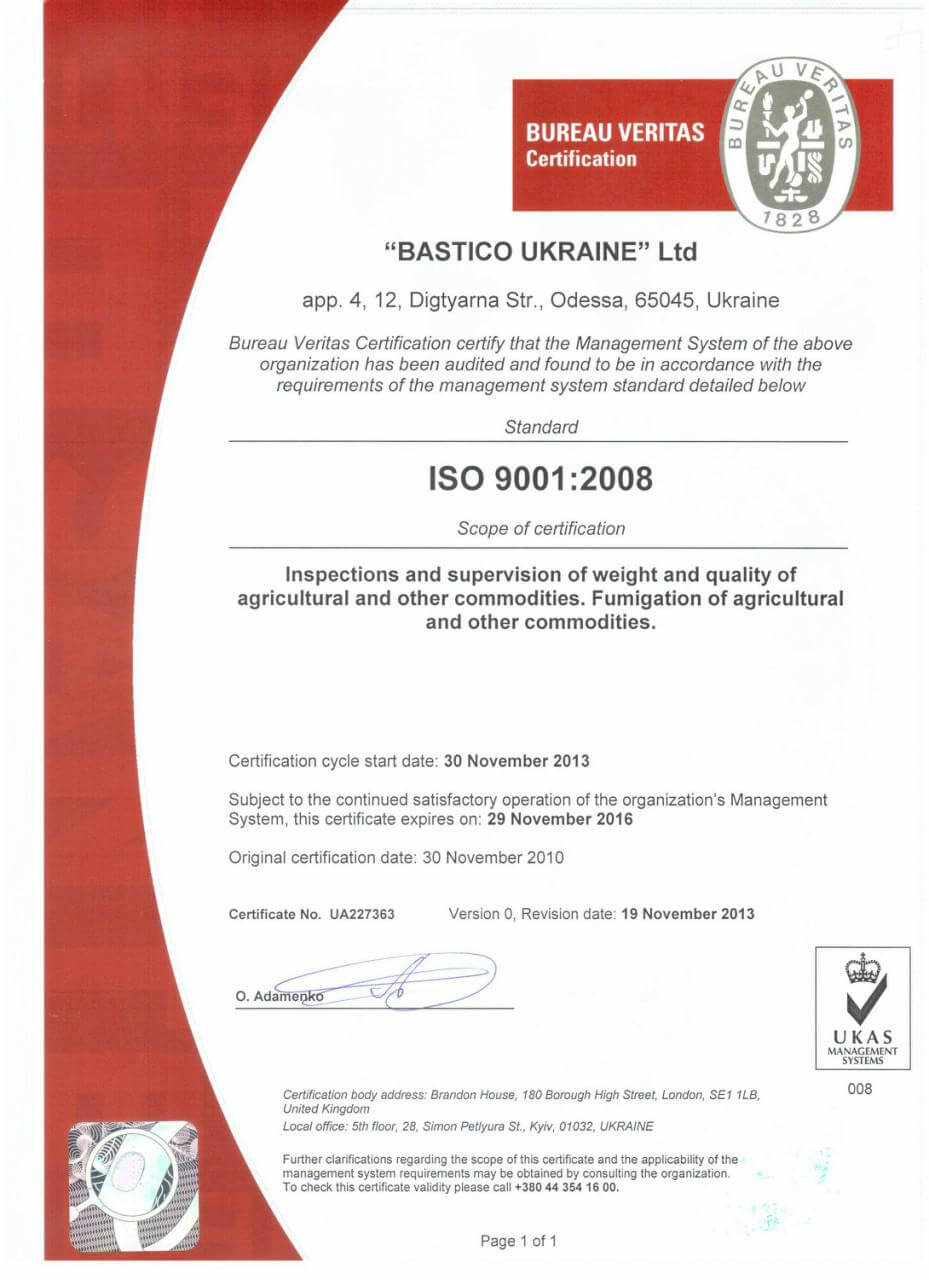 BUREAU VERITAS
Certification
BUREAU VERITAS
1828
“BASTICO UKRAINE” Ltd
app. 4, 12, Digtyarna Str., Odessa, 65045, Ukraine
Bureau Veritas Certification certify that the Management System of the above
organization has been audited and found to be in accordance with the
requirements of the management system standard detailed below
Standard
ISO 9001:2008
Scope of certification
Inspections and supervision of weight and quality of
agricultural and other commodities. Fumigation of agricultural
and other commodities.
Certification cycle start date: 30 November 2013
Subject to the continued satisfactory operation of the organization's Management
System, this certificate expires on: 29 November 2016
Original certification date: 30 November 2010
Certificate No. UA227363 Version 0, Revision date: 19 November 2013
O. Adamenko
UKAS
MANAGEMENT
SYSTEMS
008
Certification body address: Brandon House, 180 Borough High Street, London, SE1 1LB,
United Kingdom
Local office: 5th floor, 28, Simon Petlyura St., Kyiv, 01032, UKRAINE
Further clarifications regarding the scope of this certificate and the applicability of the
management system requirements may be obtained by consulting the organization.
To check this certificate validity please call +380 44 354 16 00.
Page 1 of 1